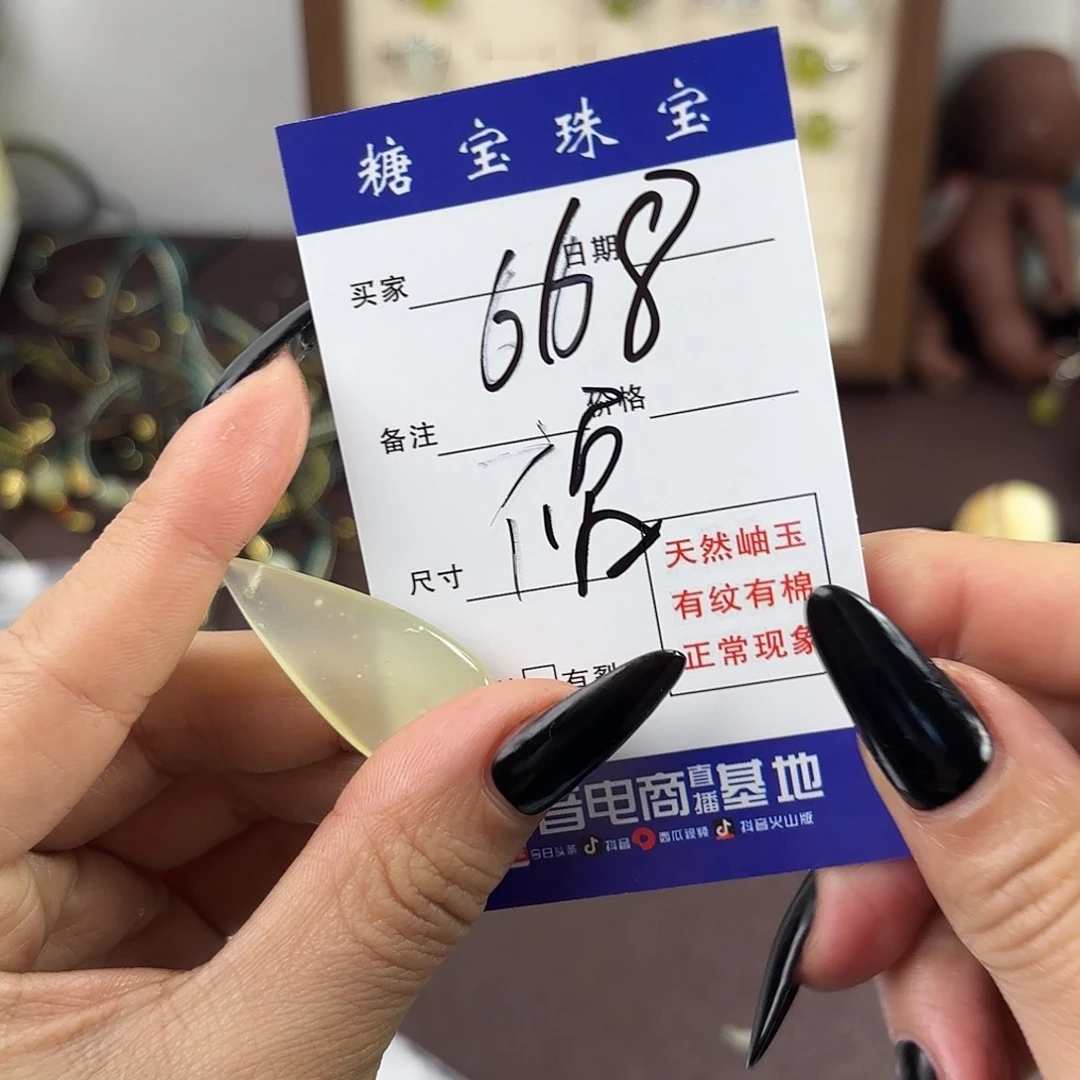 糖宝珠宝
买家 日期
668
备注 价格
尺寸
天然岫玉
有纹有棉
正常现象
有裂
音电商直播基地
今日头条 抖音 西瓜视频 抖音火山版